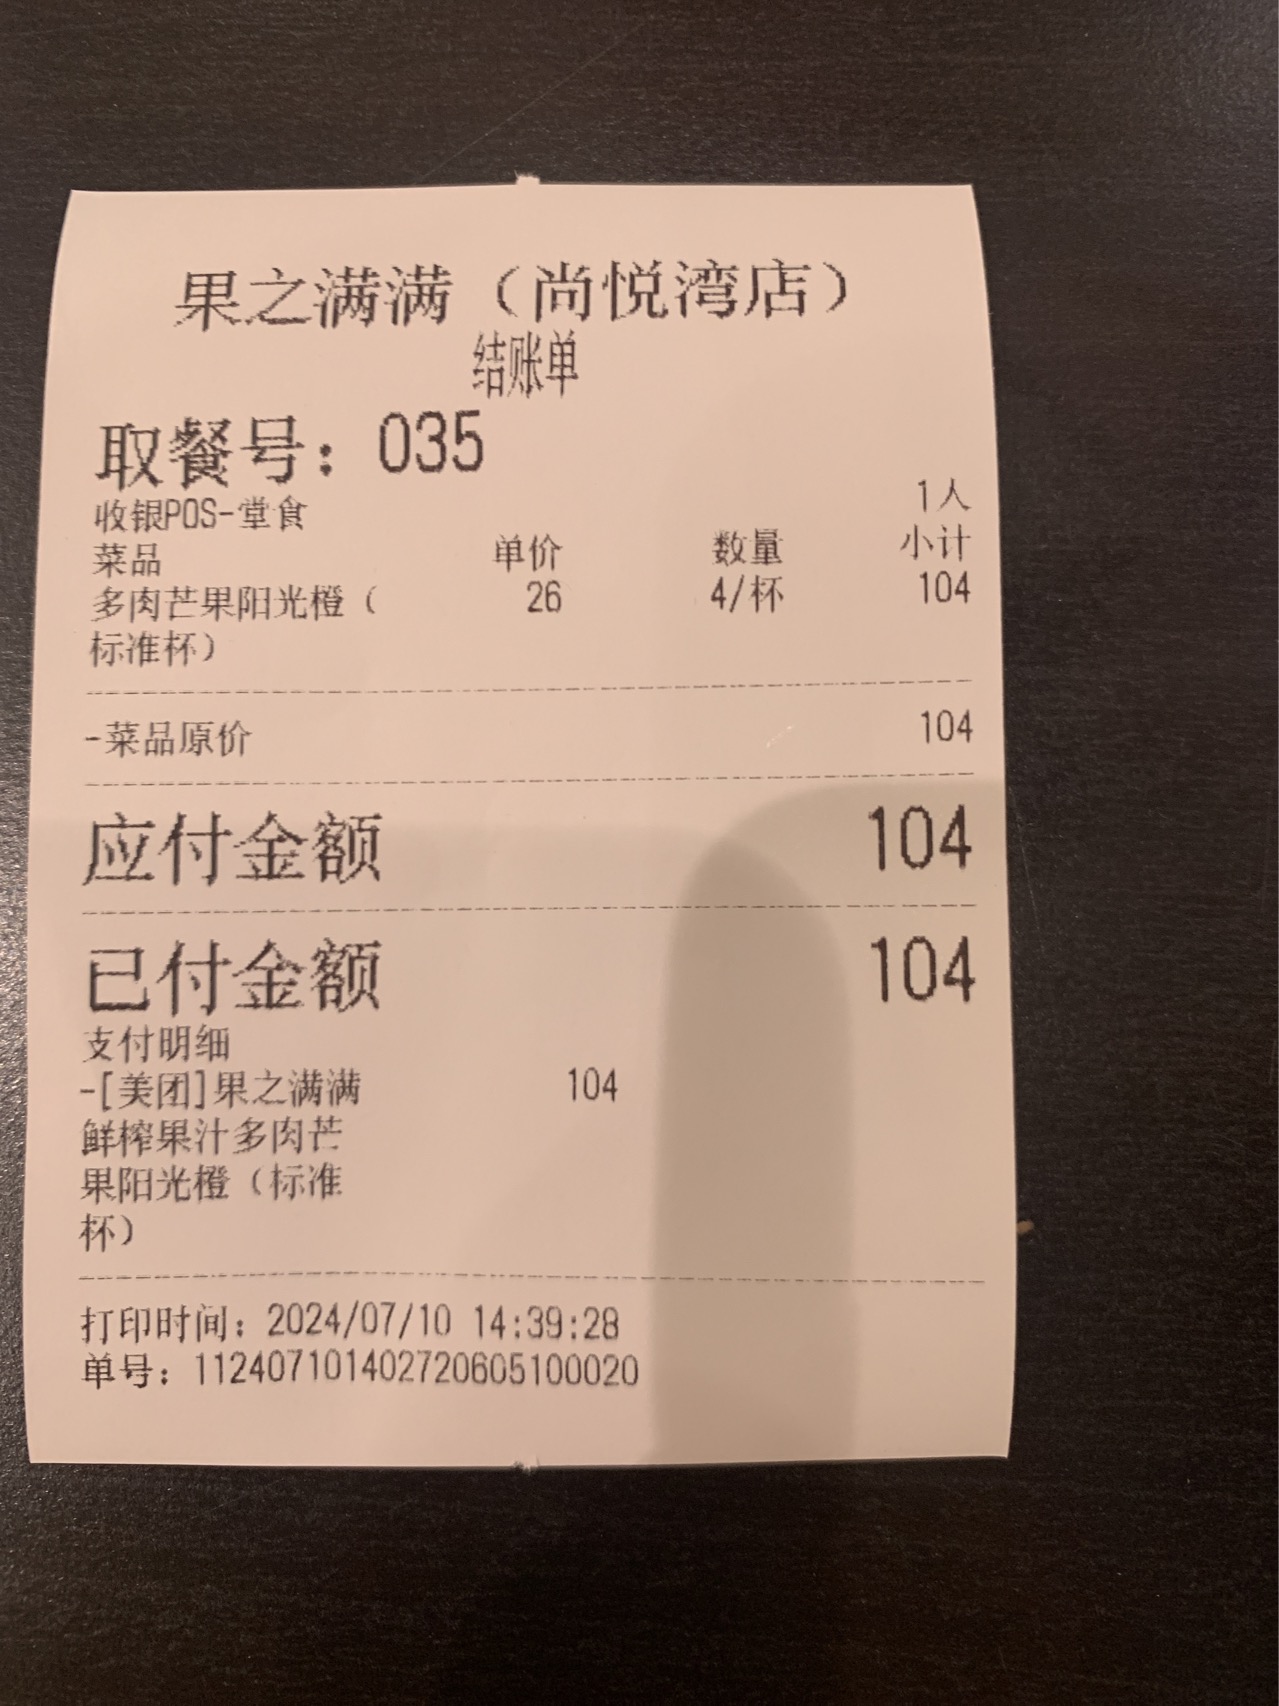 果之满满（尚悦湾店）
结账单
取餐号：035
收银POS-堂食 1人
菜品 单价 数量 小计
多肉芒果阳光橙（ 26 4/杯 104
标准杯）
-菜品原价 104
应付金额 104
已付金额 104
支付明细
-[美团]果之满满 104
鲜榨果汁多肉芒
果阳光橙（标准
杯）
打印时间：2024/07/10 14:39:28
单号：112407101402720605100020